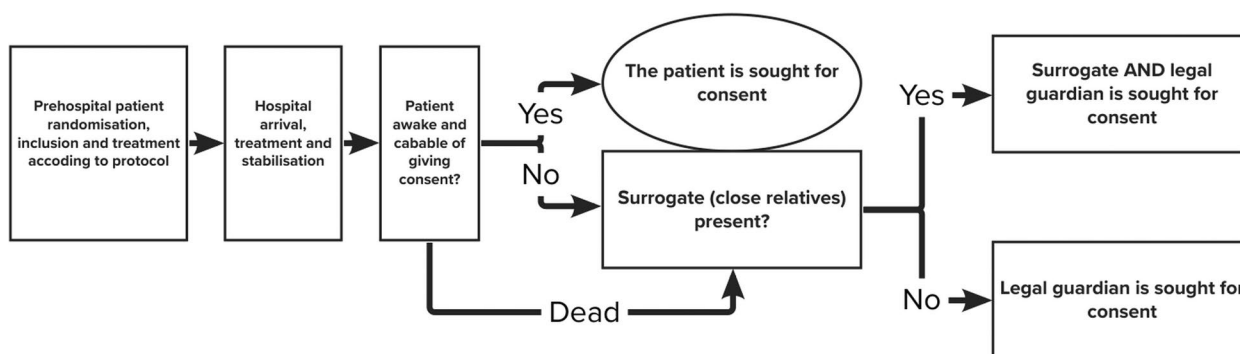 Prehospital patient
randomisation,
inclusion and treatment
accoding to protocol
Hospital
arrival,
treatment and
stabilisation
Patient
awake and
cabable of
giving
consent?
Yes
No
Dead
The patient is sought for
consent
Surrogate (close relatives)
present?
Yes
No
Surrogate AND legal
guardian is sought for
consent
Legal guardian is sought for
consent